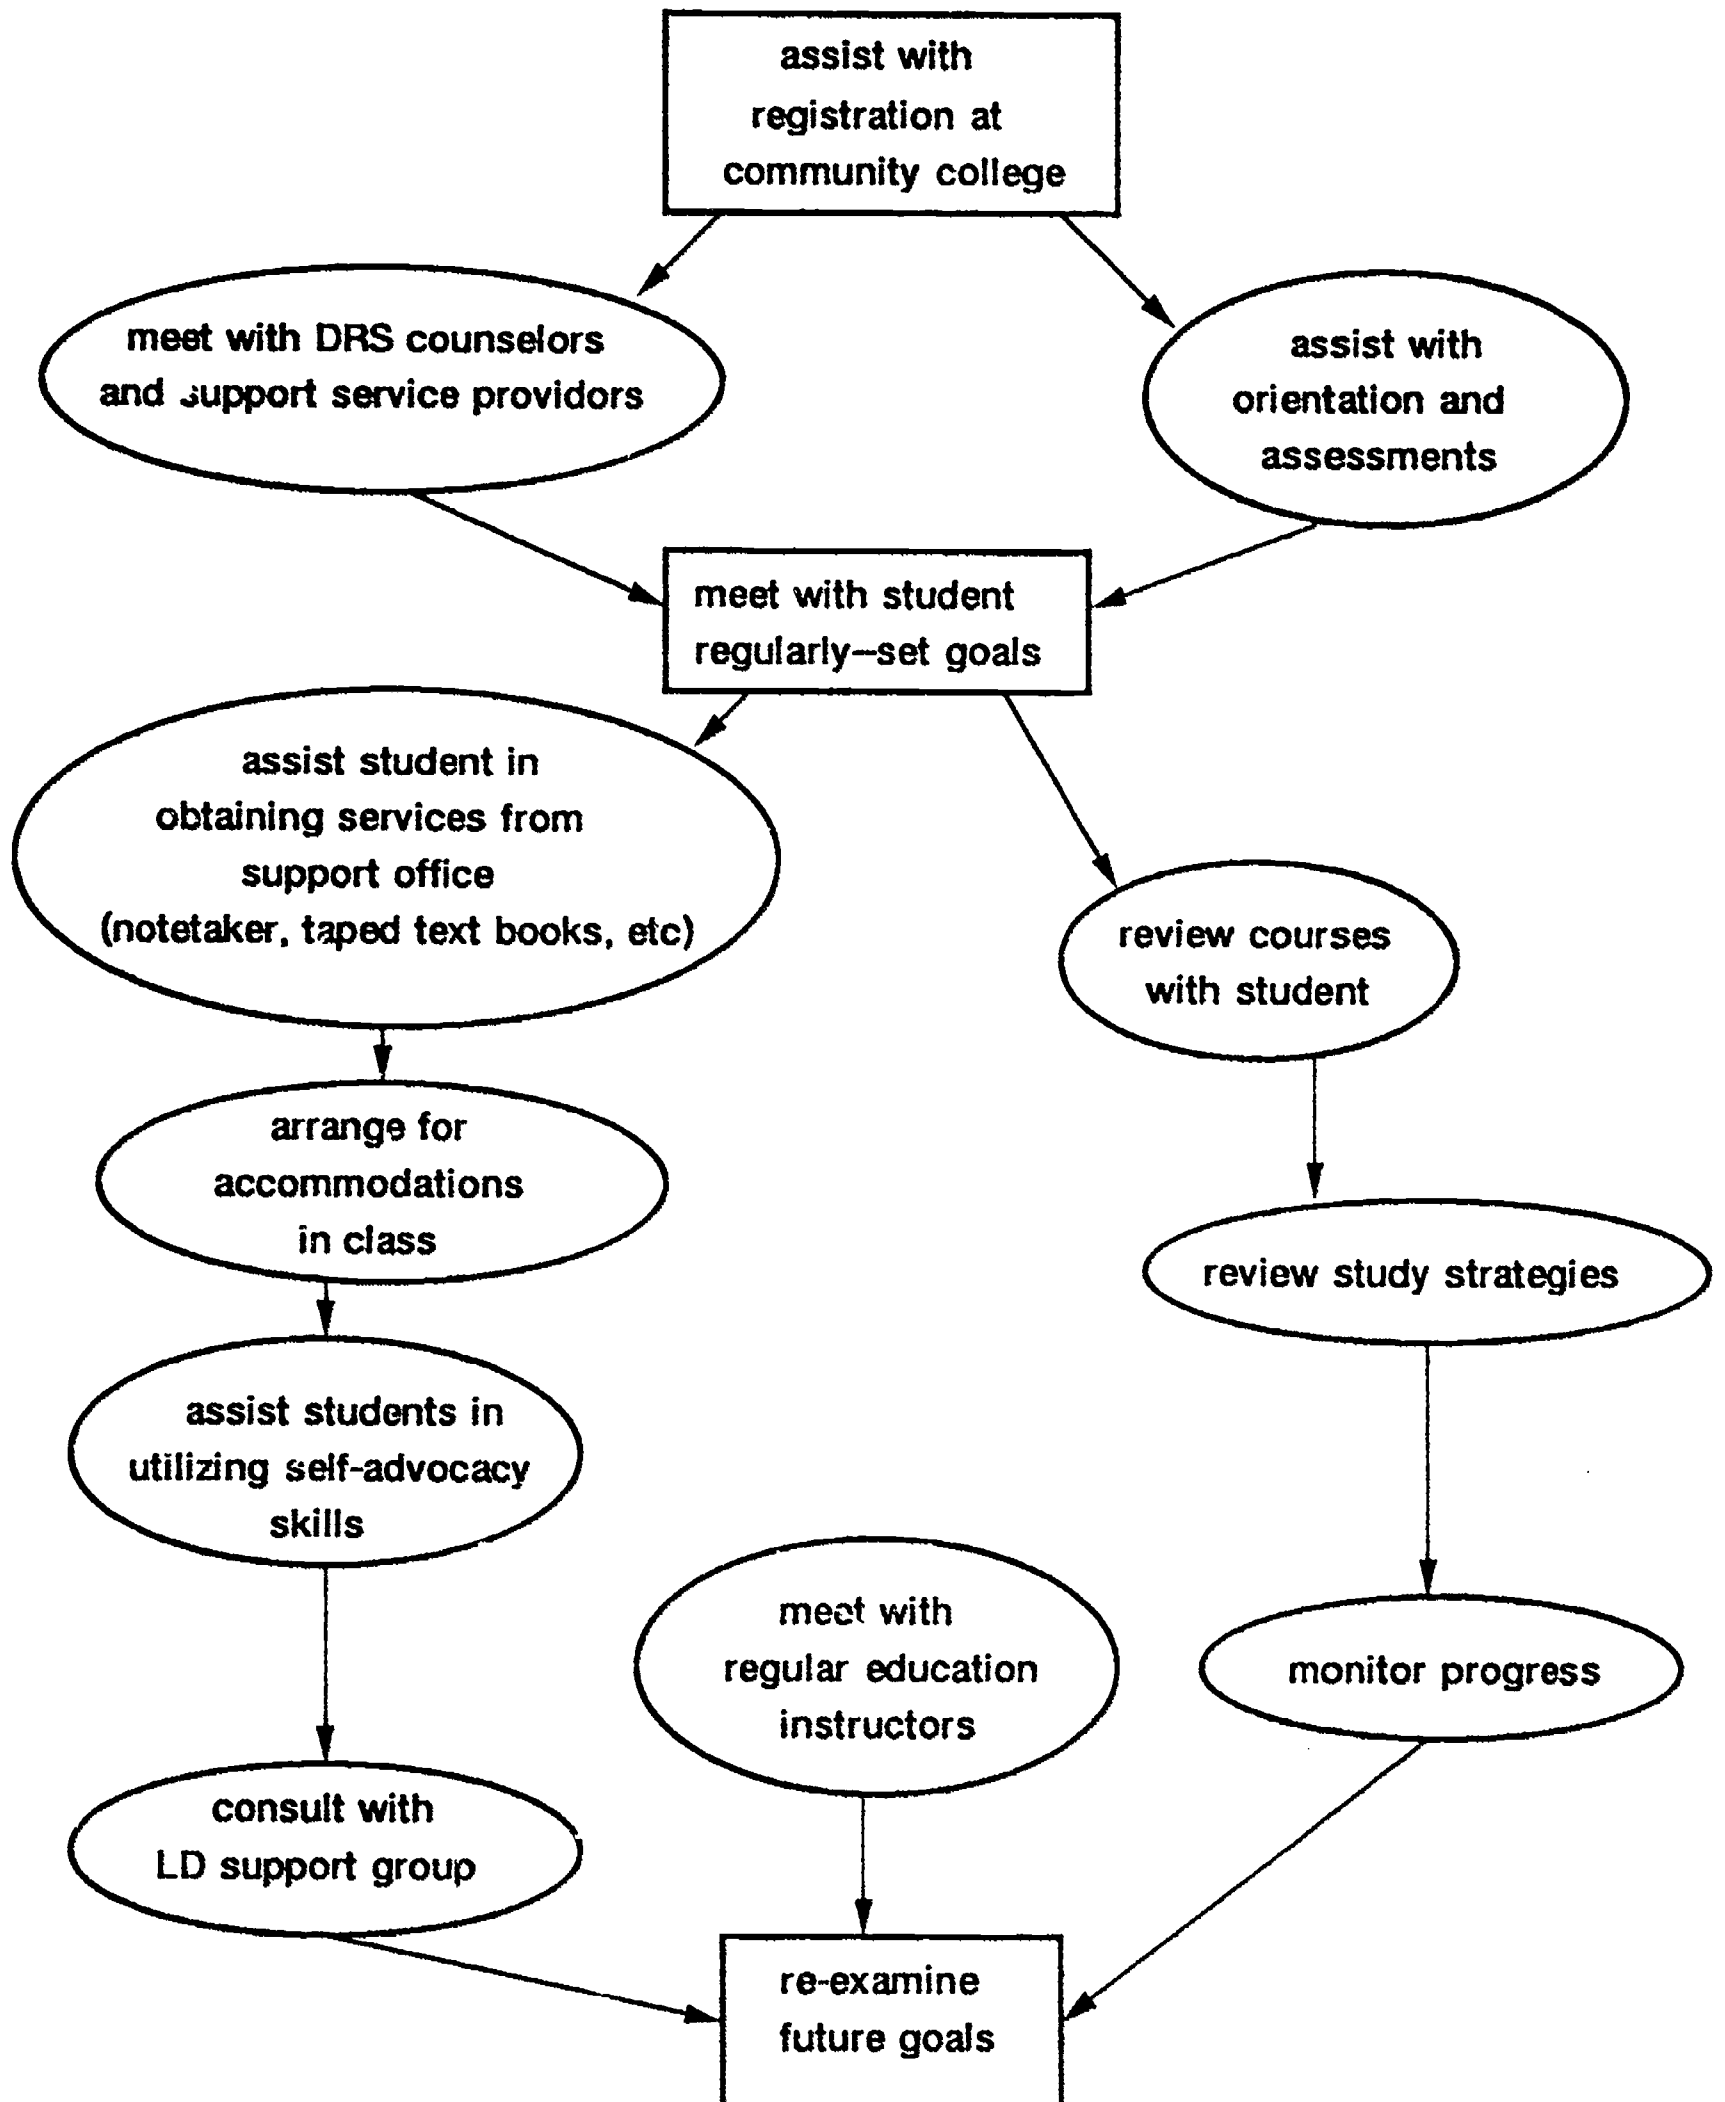 assist with
registration at
community college
meet with DRS counselors
and support service providors
assist with
orientation and
assessments
meet with student
regularly–set goals
assist student in
obtaining services from
support office
(notetaker, taped text books, etc)
review courses
with student
arrange for
accommodations
in class
review study strategies
assist students in
utilizing self-advocacy
skills
meet with
regular education
instructors
monitor progress
consult with
LD support group
re-examine
future goals